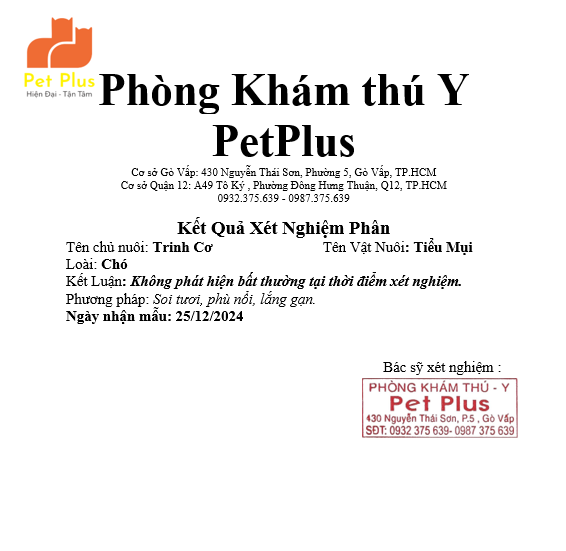 Pet Plus
Hiện Đại - Tận Tâm
Phòng Khám thú Y
PetPlus
Cơ sở Gò Vấp: 430 Nguyễn Thái Sơn, Phường 5, Gò Vấp, TP.HCM
Cơ sở Quận 12: A49 Tô Ký , Phường Đông Hưng Thuận, Q12, TP.HCM
0932.375.639 - 0987.375.639
Kết Quả Xét Nghiệm Phân
Tên chủ nuôi: Trinh Cơ Tên Vật Nuôi: Tiểu Mụi
Loài: Chó
Kết Luận: Không phát hiện bất thường tại thời điểm xét nghiệm.
Phương pháp: Soi tươi, phù nổi, lắng gạn.
Ngày nhận mẫu: 25/12/2024
Bác sỹ xét nghiệm :
PHÒNG KHÁM THÚ - Y
Pet Plus
430 Nguyễn Thái Sơn, P.5 , Gò Vấp
SĐT: 0932 375 639- 0987 375 639